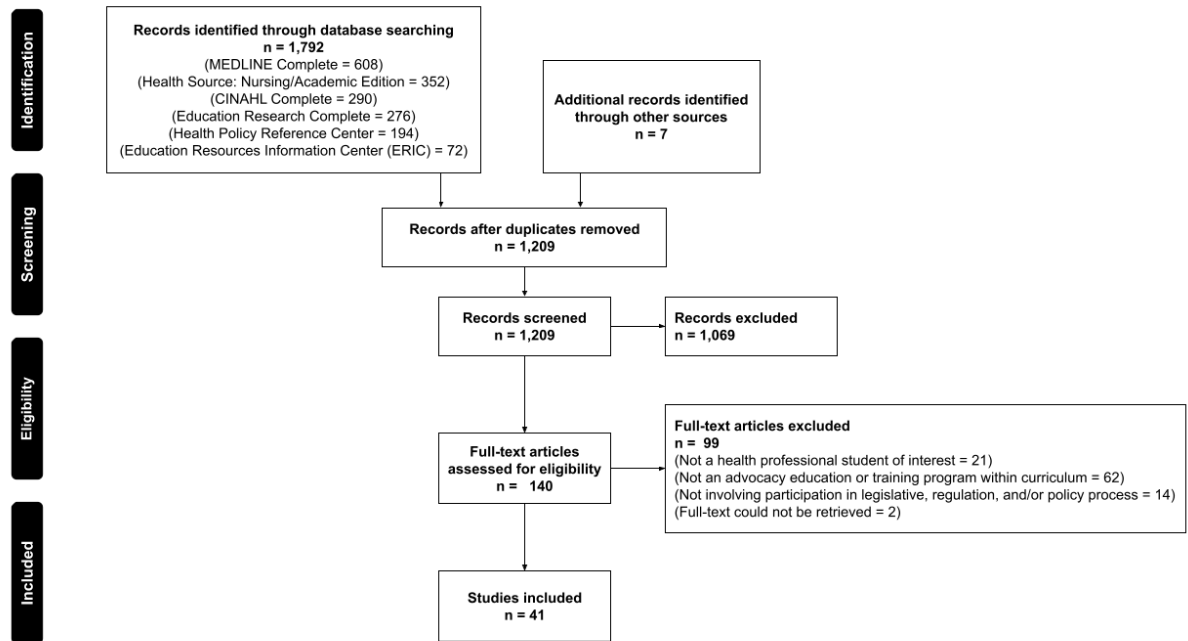 Identification
Records identified through database searching
n = 1,792
(MEDLINE Complete = 608)
(Health Source: Nursing/Academic Edition = 352)
(CINAHL Complete = 290)
(Education Research Complete = 276)
(Health Policy Reference Center = 194)
(Education Resources Information Center (ERIC) = 72)
Additional records identified
through other sources
n = 7
Screening
Records after duplicates removed
n = 1,209
Records screened
n = 1,209
Records excluded
n = 1,069
Eligibility
Full-text articles
assessed for eligibility
n = 140
Full-text articles excluded
n = 99
(Not a health professional student of interest = 21)
(Not an advocacy education or training program within curriculum = 62)
(Not involving participation in legislative, regulation, and/or policy process = 14)
(Full-text could not be retrieved = 2)
Included
Studies included
n = 41